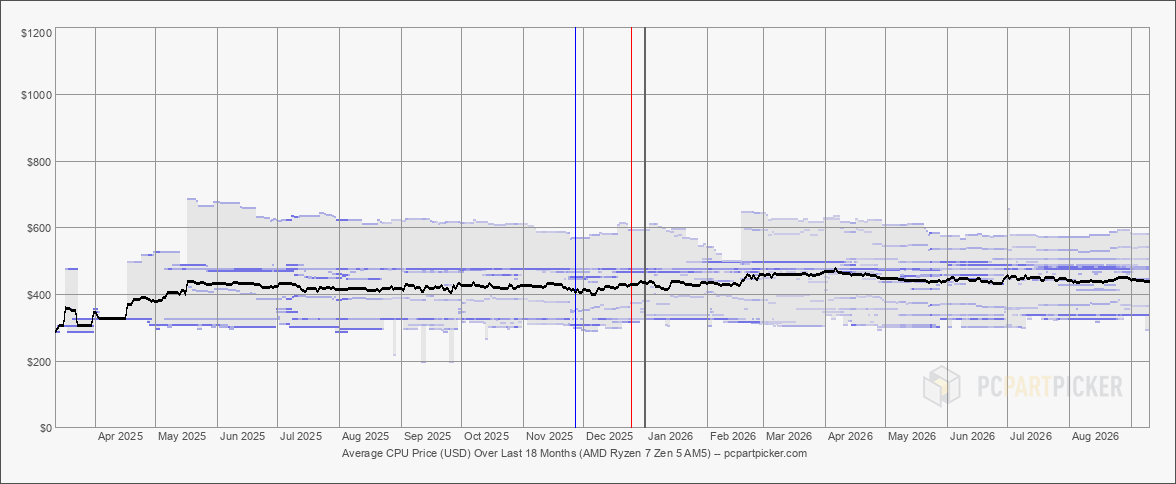 $1200
$1000
$800
$600
$400
$200
$0
PCPARTPICKER
Apr 2025 May 2025 Jun 2025 Jul 2025 Aug 2025 Sep 2025 Oct 2025 Nov 2025 Dec 2025 Jan 2026 Feb 2026 Mar 2026 Apr 2026 May 2026 Jun 2026 Jul 2026 Aug 2026
Average CPU Price (USD) Over Last 18 Months (AMD Ryzen 7 Zen 5 AM5) -- pcpartpicker.com